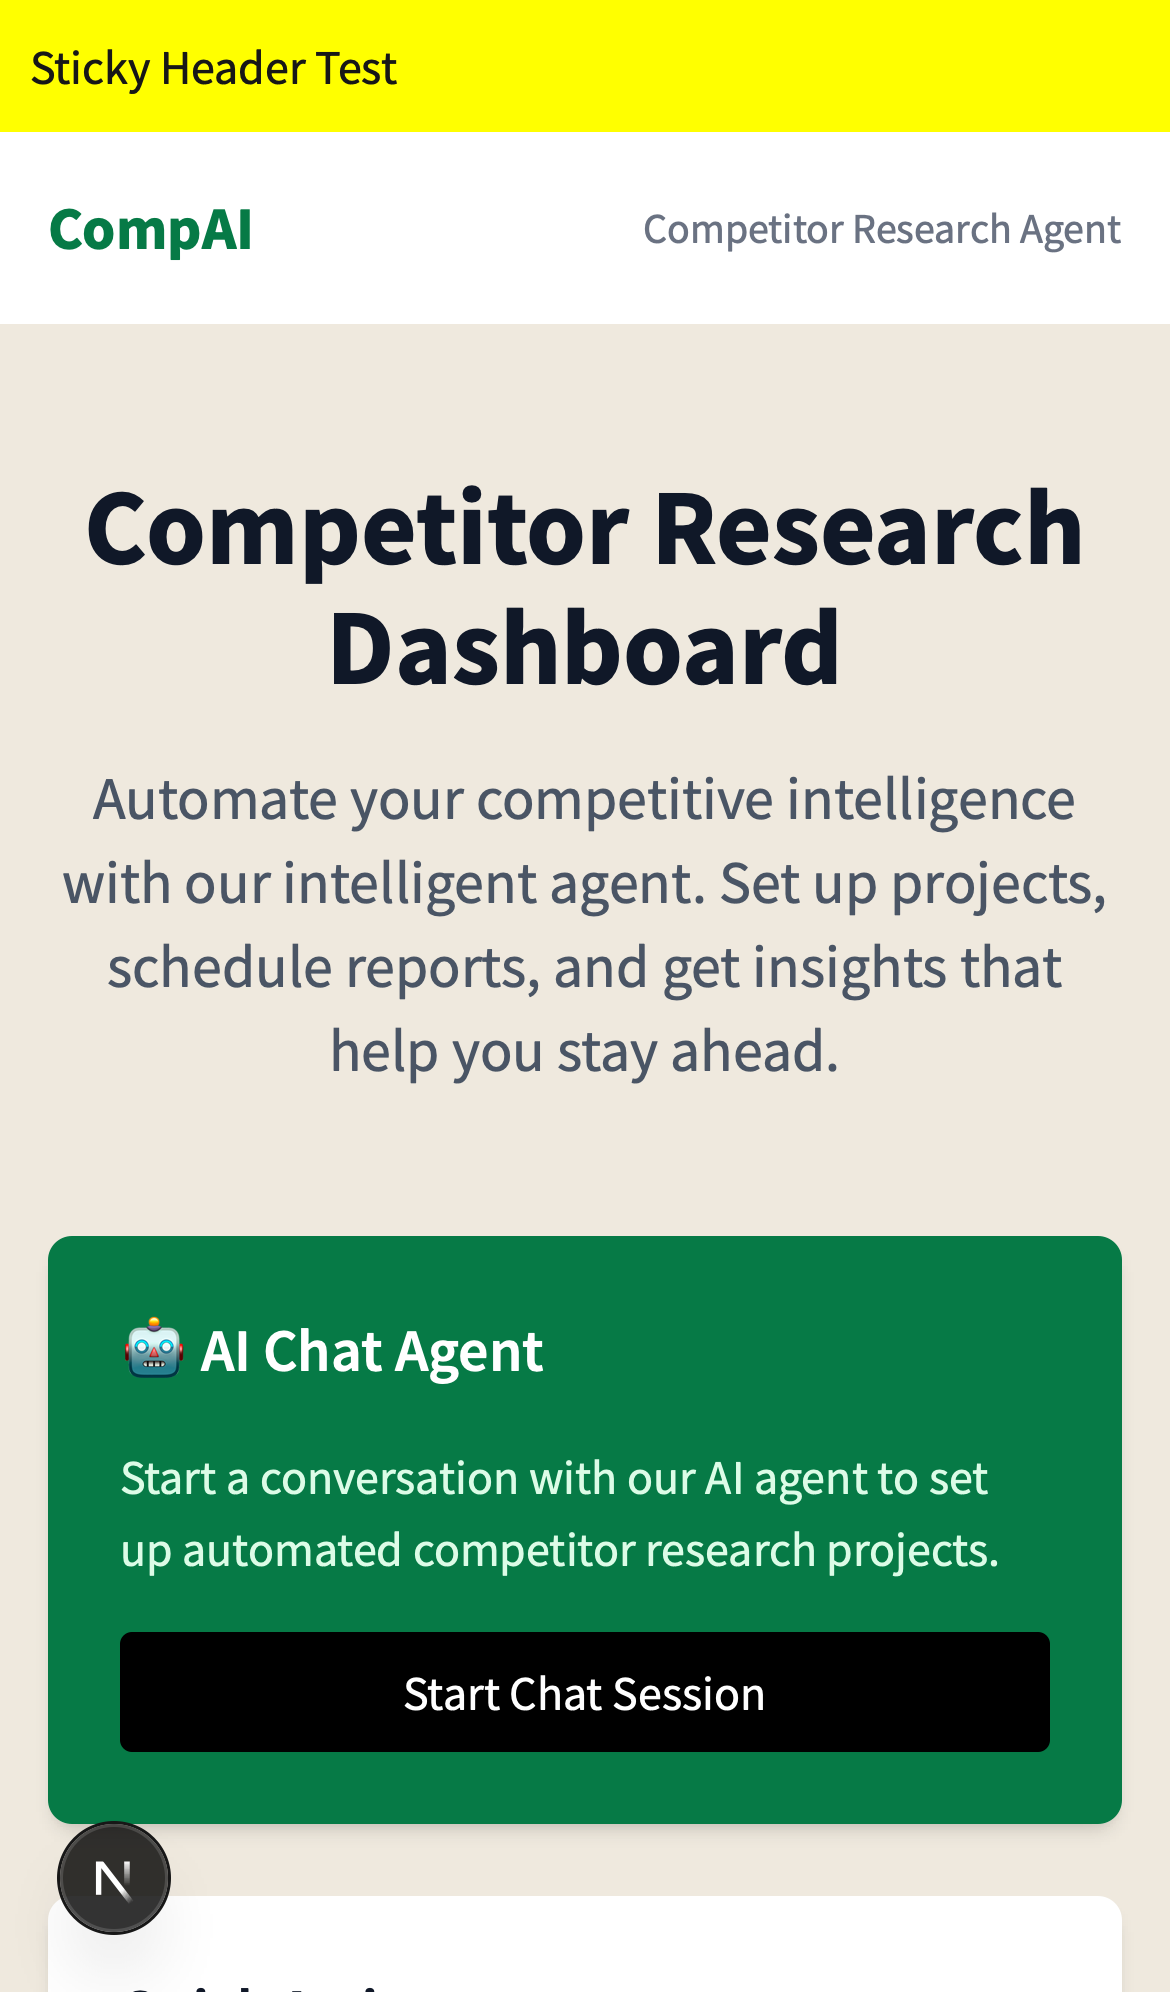 Sticky Header Test
CompAI
Competitor Research Agent
Competitor Research
Dashboard
Automate your competitive intelligence
with our intelligent agent. Set up projects,
schedule reports, and get insights that
help you stay ahead.
🤖 AI Chat Agent
Start a conversation with our AI agent to set
up automated competitor research projects.
Start Chat Session
N